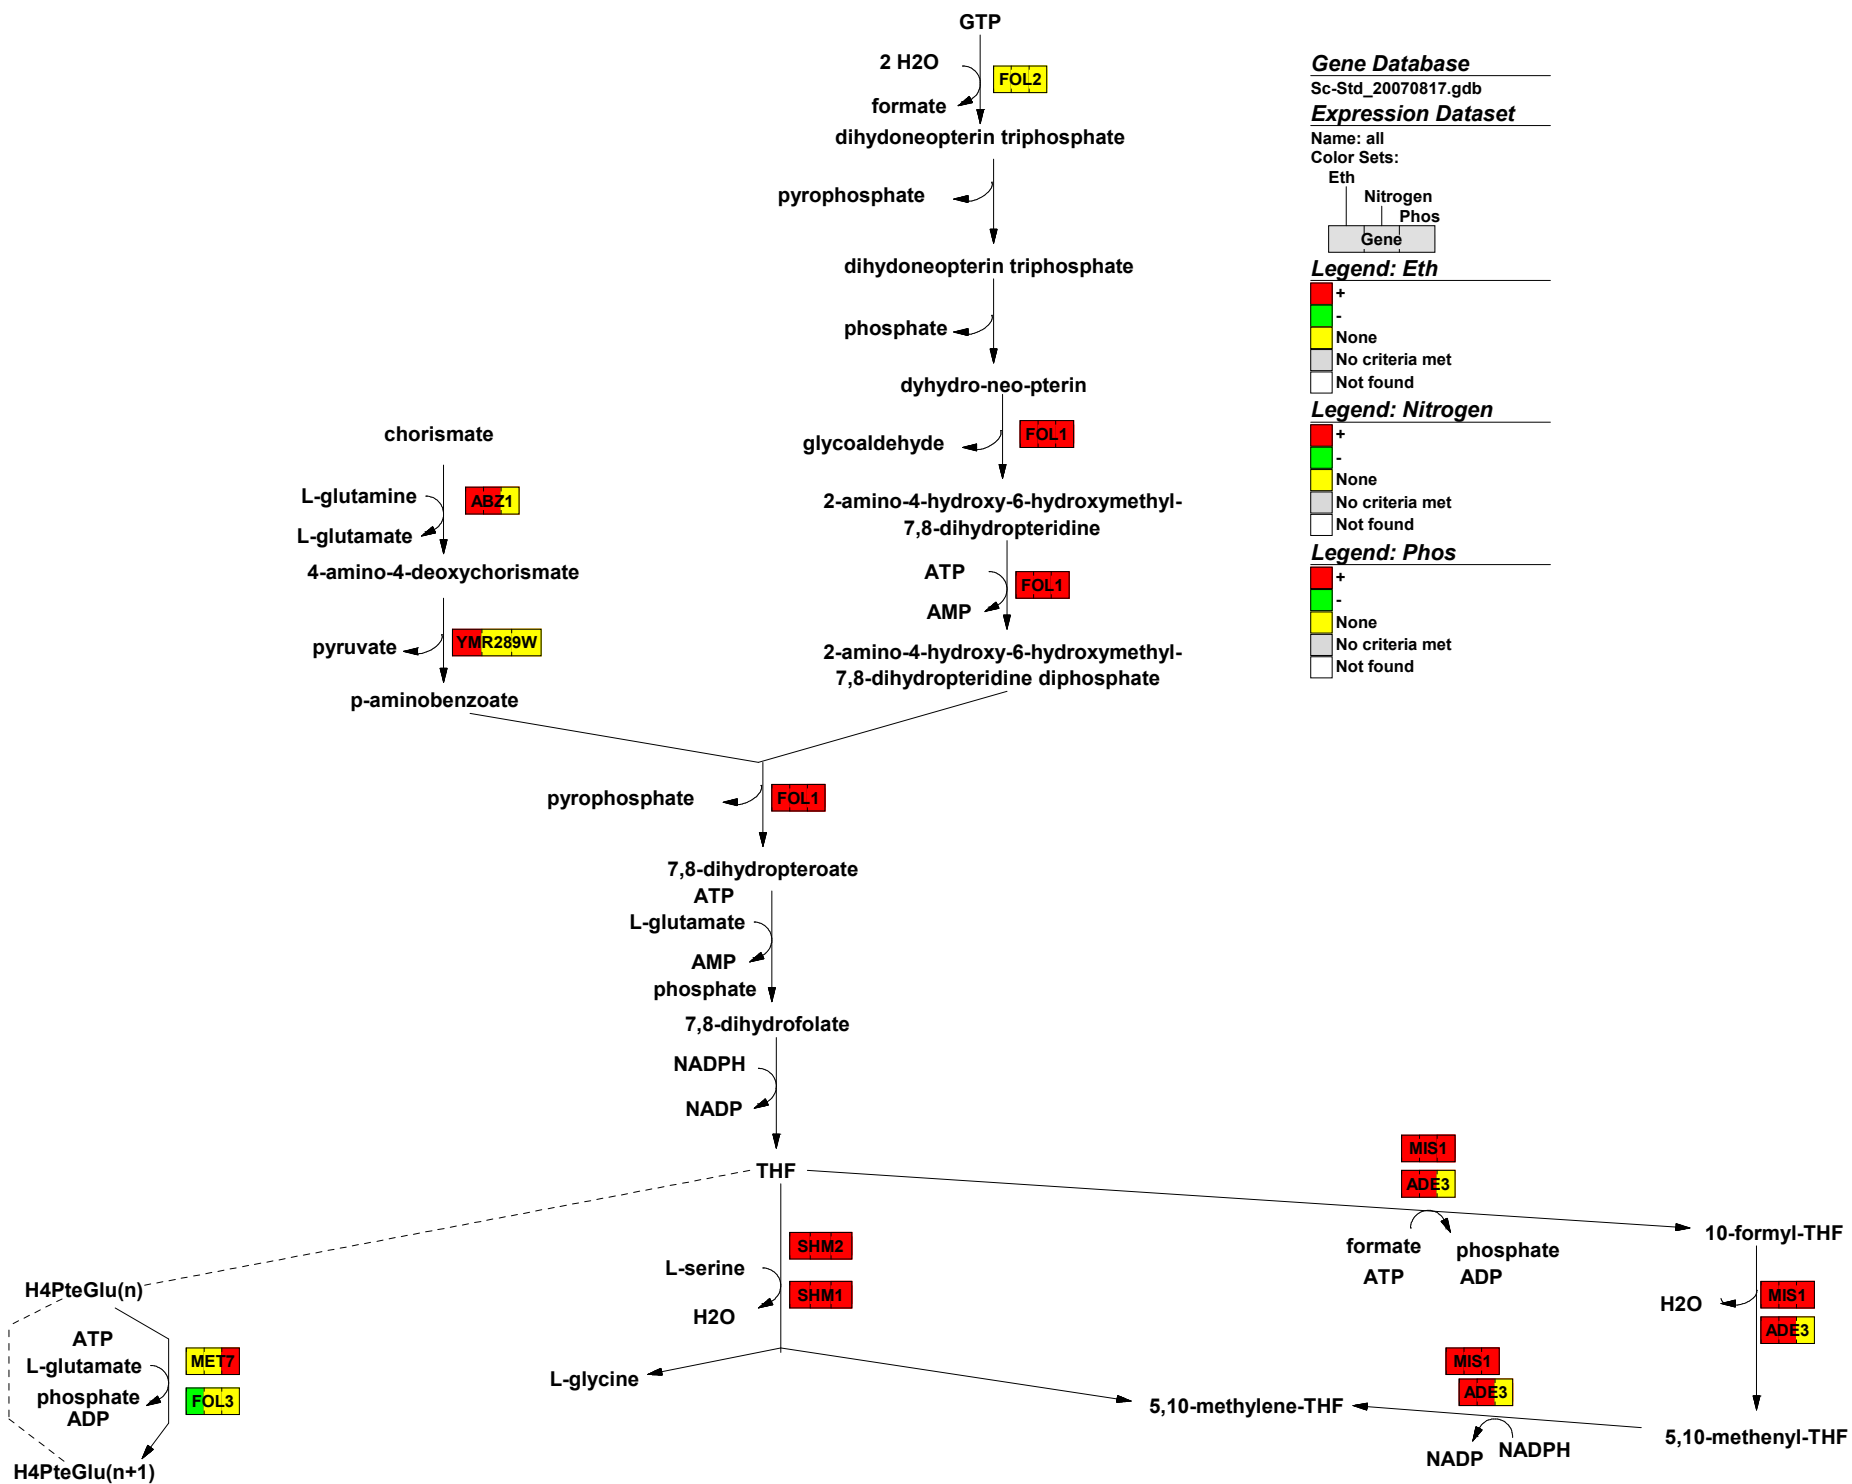 GTP
2 H2O
FOL2
formate
dihydoneopterin triphosphate
pyrophosphate
dihydoneopterin triphosphate
phosphate
dyhydro-neo-pterin
glycoaldehyde
FOL1
2-amino-4-hydroxy-6-hydroxymethyl-
7,8-dihydropteridine
ATP
FOL1
AMP
2-amino-4-hydroxy-6-hydroxymethyl-
7,8-dihydropteridine diphosphate
chorismate
L-glutamine
ABZ1
L-glutamate
4-amino-4-deoxychorismate
pyruvate
YMR289W
p-aminobenzoate
pyrophosphate
FOL1
7,8-dihydropteroate
ATP
L-glutamate
AMP
phosphate
7,8-dihydrofolate
NADPH
NADP
THF
SHM2
L-serine
SHM1
H2O
L-glycine
H4PteGlu(n)
ATP
L-glutamate
MET7
phosphate
FOL3
ADP
H4PteGlu(n+1)
MIS1
ADE3
formate
phosphate
ATP
ADP
10-formyl-THF
H2O
MIS1
ADE3
MIS1
ADE3
5,10-methylene-THF
NADP
NADPH
5,10-methenyl-THF
Gene Database
Sc-Std_20070817.gdb
Expression Dataset
Name: all
Color Sets:
Eth
Nitrogen
Phos
Gene
Legend: Eth
+
-
None
No criteria met
Not found
Legend: Nitrogen
+
-
None
No criteria met
Not found
Legend: Phos
+
-
None
No criteria met
Not found